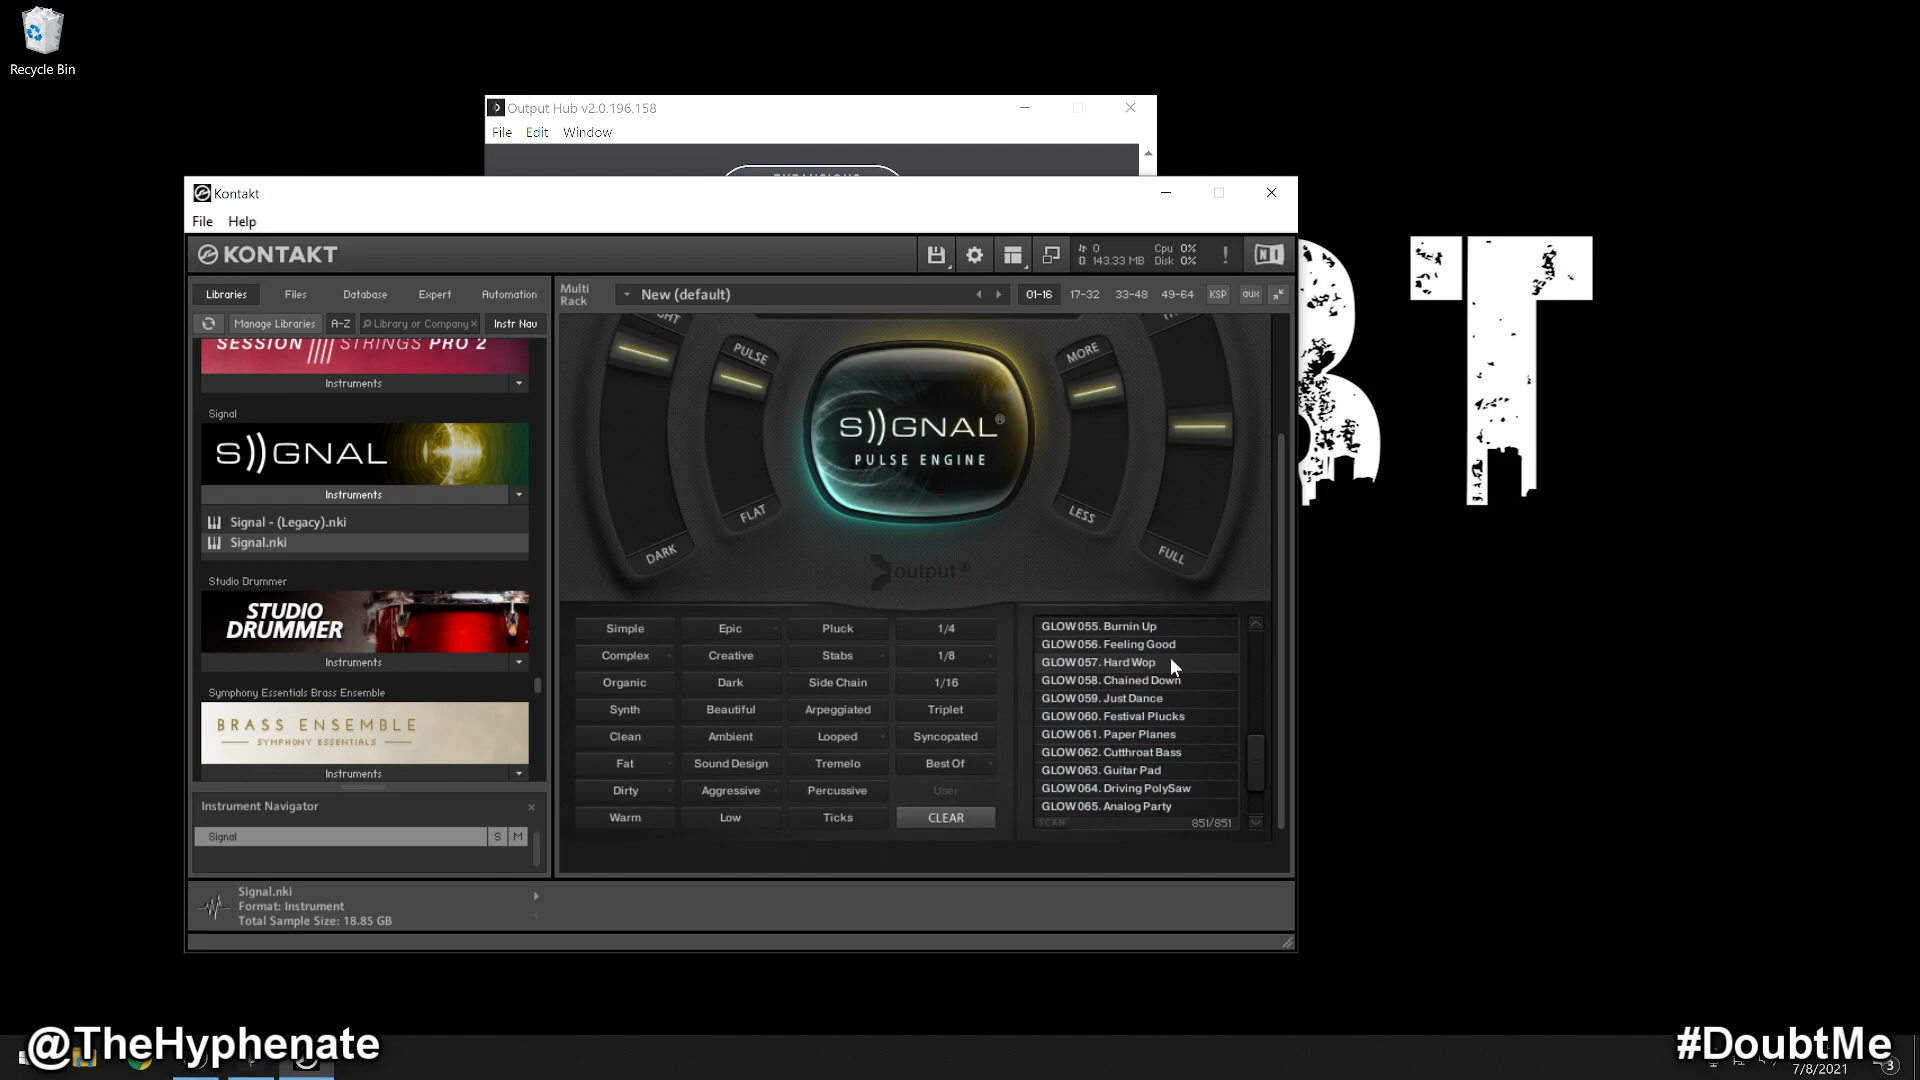 Recycle Bin
Output Hub v2.0.196.158
File Edit Window
EXPANSIONS
Kontakt
File Help
KONTAKT
0
143.33 MB
Cpu 0%
Disk 0%
!
NI
Libraries Files Database Expert Automation
Multi Rack
New (default)
01-16 17-32 33-48 49-64 KSP aux
Manage Libraries A-Z Library or Company × Instr Nav
SESSION STRINGS PRO 2
Instruments
Signal
S))GNAL
Instruments
Signal - (Legacy).nki
Signal.nki
Studio Drummer
STUDIO
DRUMMER
Instruments
Symphony Essentials Brass Ensemble
BRASS ENSEMBLE
SYMPHONY ESSENTIALS
Instruments
Instrument Navigator
Signal S M
Signal.nki
Format: Instrument
Total Sample Size: 18.85 GB
PULSE
FLAT
DARK
MORE
LESS
FULL
S))GNAL®
PULSE ENGINE
output®
Simple Epic Pluck 1/4
Complex Creative Stabs 1/8
Organic Dark Side Chain 1/16
Synth Beautiful Arpeggiated Triplet
Clean Ambient Looped Syncopated
Fat Sound Design Tremelo Best Of
Dirty Aggressive Percussive User
Warm Low Ticks CLEAR
GLOW 055. Burnin Up
GLOW 056. Feeling Good
GLOW 057. Hard Wop
GLOW 058. Chained Down
GLOW 059. Just Dance
GLOW 060. Festival Plucks
GLOW 061. Paper Planes
GLOW 062. Cutthroat Bass
GLOW 063. Guitar Pad
GLOW 064. Driving PolySaw
GLOW 065. Analog Party
SCAN 851/851
BT
@TheHyphenate
#DoubtMe
7/8/2021
3